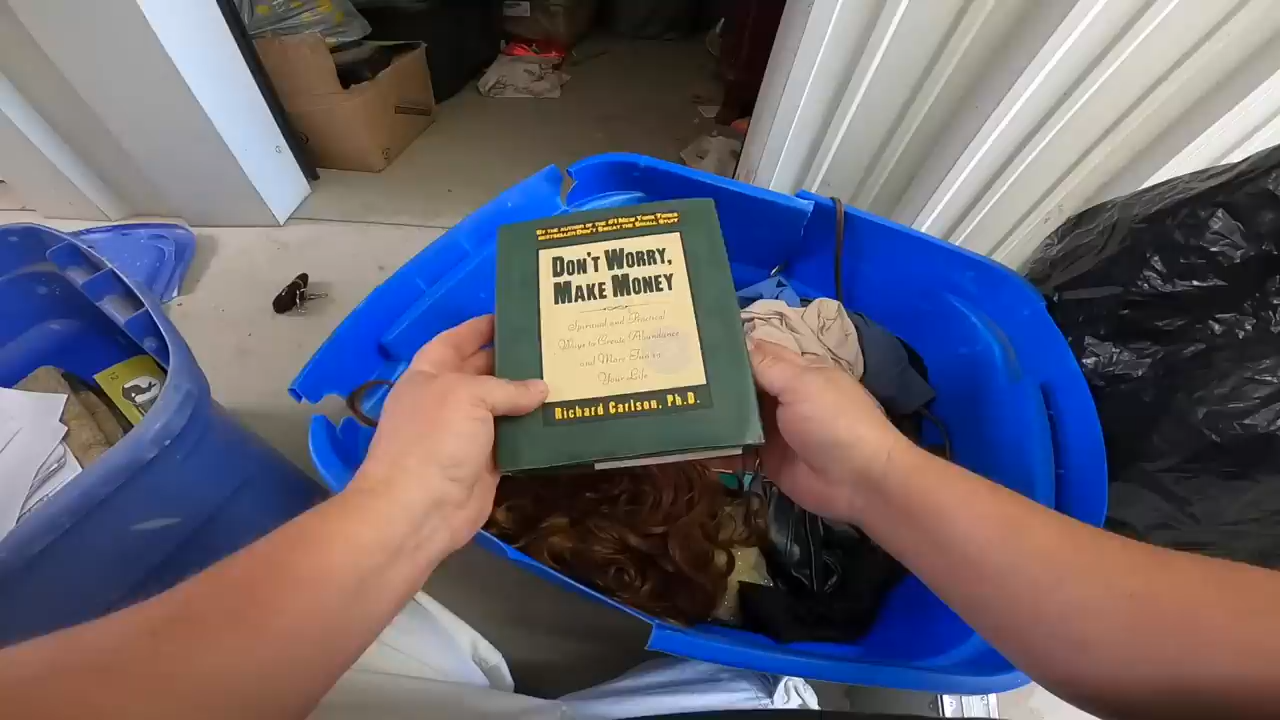 By the author of the #1 New York Times
bestseller Don't Sweat the Small Stuff
Don't Worry,
Make Money
Spiritual and Practical
Ways to Create Abundance
and More Fun in
Your Life
Richard Carlson, Ph.D.